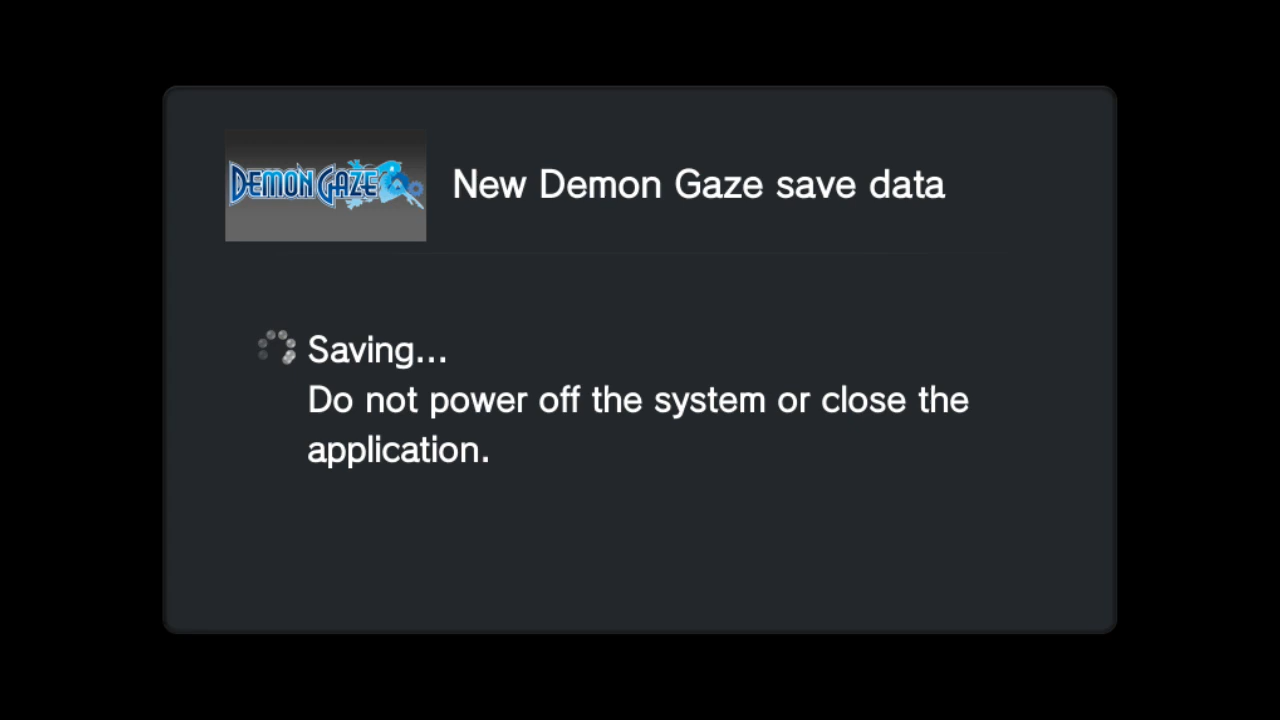 DEMON GAZE
New Demon Gaze save data
Saving...
Do not power off the system or close the
application.